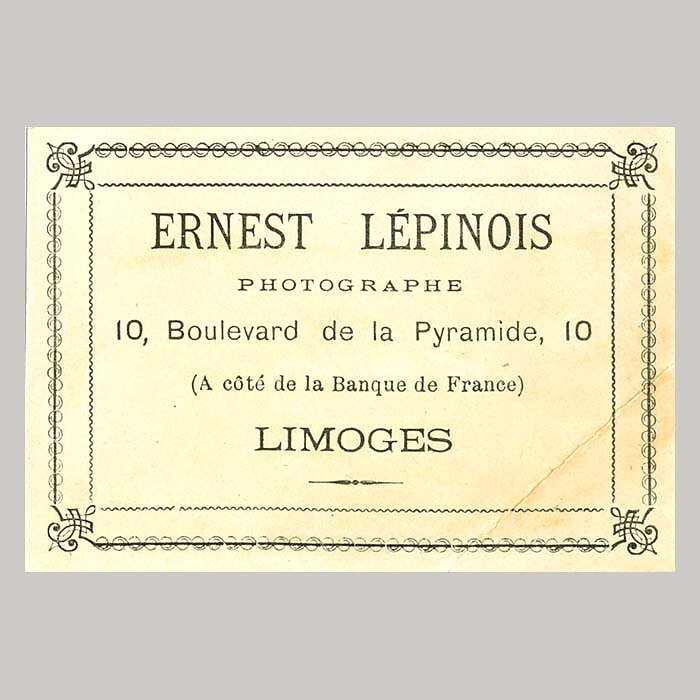 ERNEST LÉPINOIS
PHOTOGRAPHE
10, Boulevard de la Pyramide, 10
(A côté de la Banque de France)
LIMOGES